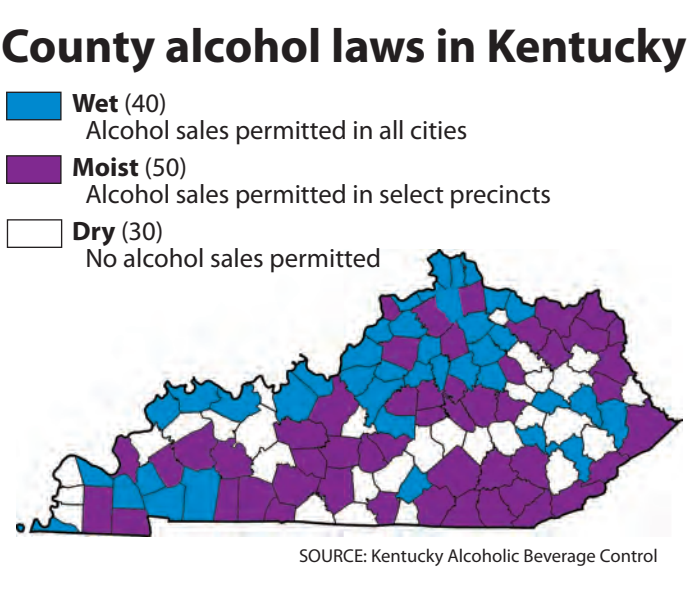 County alcohol laws in Kentucky
Wet (40)
Alcohol sales permitted in all cities
Moist (50)
Alcohol sales permitted in select precincts
Dry (30)
No alcohol sales permitted
SOURCE: Kentucky Alcoholic Beverage Control